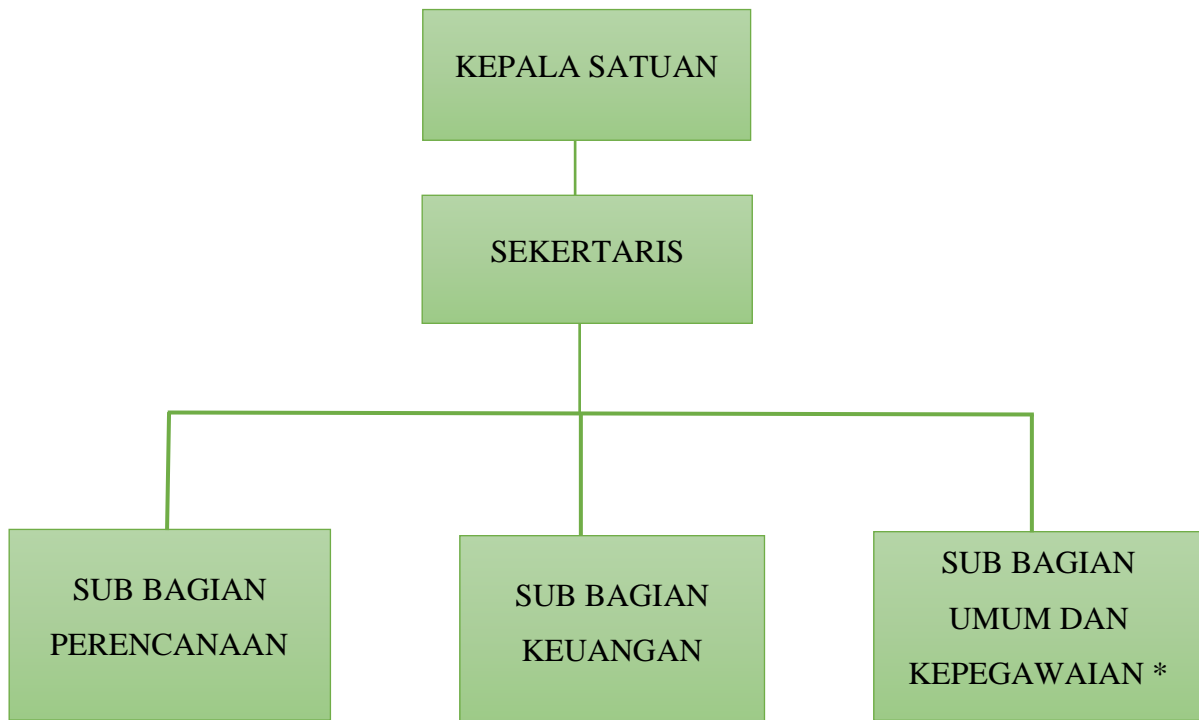 KEPALA SATUAN
SEKERTARIS
SUB BAGIAN
PERENCANAAN
SUB BAGIAN
KEUANGAN
SUB BAGIAN
UMUM DAN
KEPEGAWAIAN *